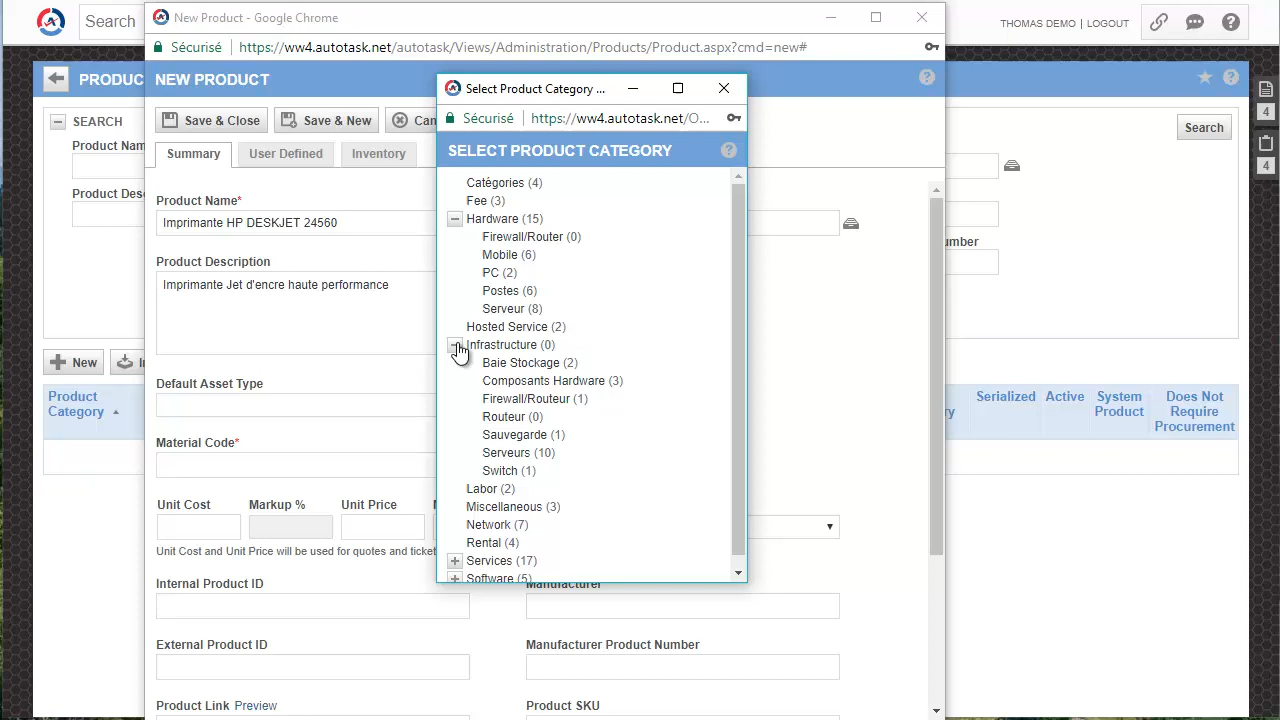 Search
THOMAS DEMO | LOGOUT
New Product - Google Chrome
Sécurisé
https://ww4.autotask.net/autotask/Views/Administration/Products/
PRODUC
NEW PRODUCT
SEARCH
Product Nam
Product Des
Search
umber
Save & Close
Save & New
Can
Summary
User Defined
Inventory
Product Name*
Imprimante HP DESKJET 24560
Product Description
Imprimante Jet d'encre haute performance
New
Product
Category
Default Asset Type
Material Code*
Unit Cost
Markup %
Unit Price
Unit Cost and Unit Price will be used for quotes and ticket
Internal Product ID
Manufacturer
External Product ID
Manufacturer Product Number
Product Link Preview
Product SKU
Select Product Category ...
Sécurisé
https://ww4.autotask.net/O...
SELECT PRODUCT CATEGORY
Catégories (4)
Fee (3)
Hardware (15)
Firewall/Router (0)
Mobile (6)
PC (2)
Postes (6)
Serveur (8)
Hosted Service (2)
Infrastructure (0)
Baie Stockage (2)
Composants Hardware (3)
Firewall/Routeur (1)
Routeur (0)
Sauvegarde (1)
Serveurs (10)
Switch (1)
Labor (2)
Miscellaneous (3)
Network (7)
Rental (4)
Services (17)
Software (5)
ry
Serialized
Active
System
Product
Does Not
Require
Procurement
4
4